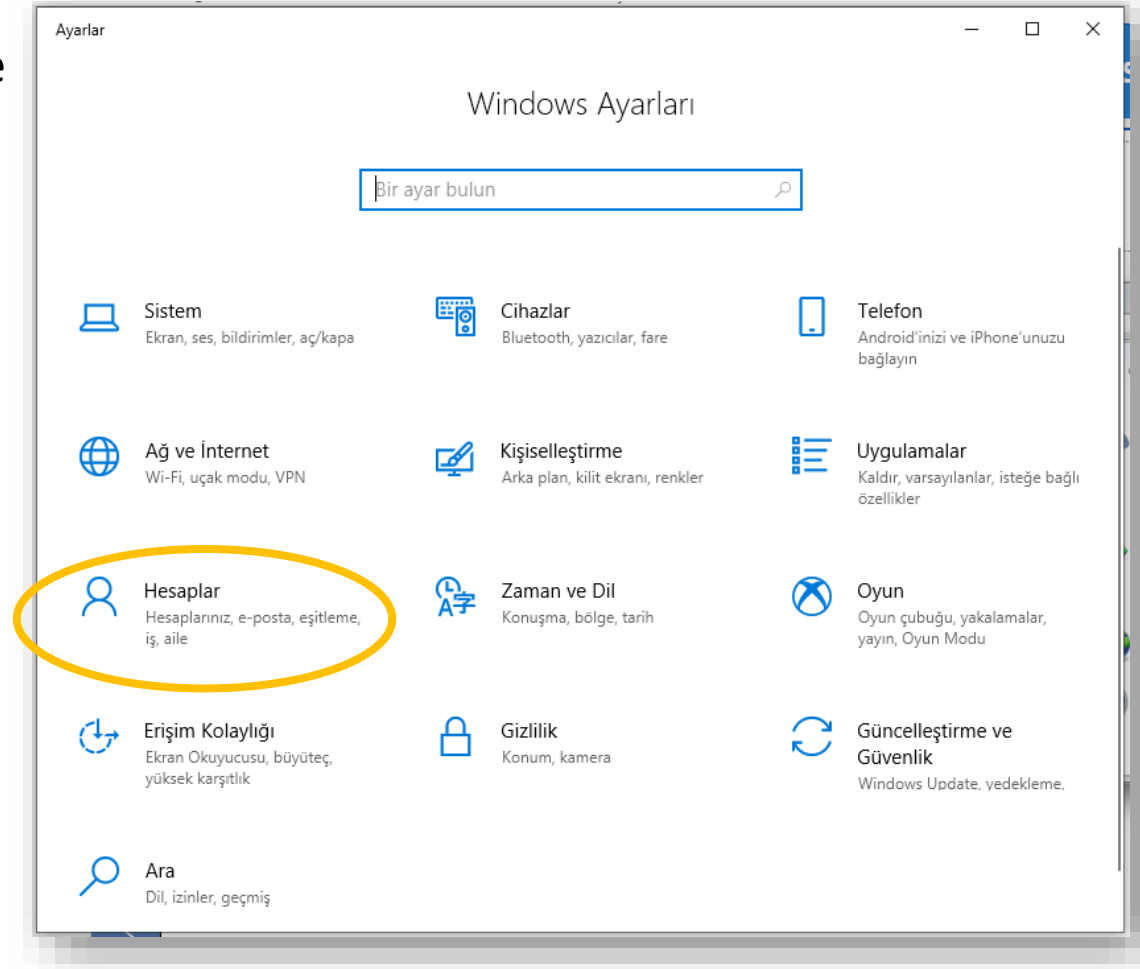 e
Ayarlar
Windows Ayarları
Bir ayar bulun
Sistem
Ekran, ses, bildirimler, aç/kapa
Cihazlar
Bluetooth, yazıcılar, fare
Telefon
Android'inizi ve iPhone'unuzu
bağlayın
Ağ ve İnternet
Wi-Fi, uçak modu, VPN
Kişiselleştirme
Arka plan, kilit ekranı, renkler
Uygulamalar
Kaldır, varsayılanlar, isteğe bağlı
özellikler
Hesaplar
Hesaplarınız, e-posta, eşitleme,
iş, aile
Zaman ve Dil
Konuşma, bölge, tarih
Oyun
Oyun çubuğu, yakalamalar,
yayın, Oyun Modu
Erişim Kolaylığı
Ekran Okuyucusu, büyüteç,
yüksek karşıtlık
Gizlilik
Konum, kamera
Güncelleştirme ve
Güvenlik
Windows Update, yedekleme,
Ara
Dil, izinler, geçmiş